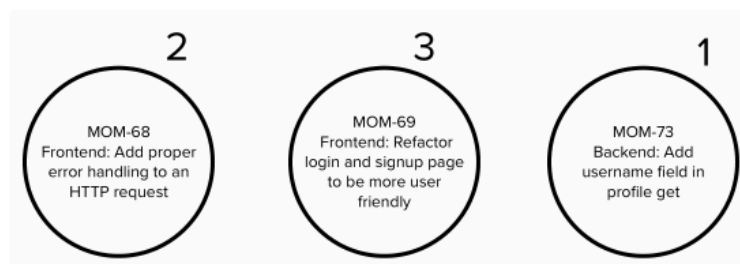 2
MOM-68
Frontend: Add proper
error handling to an
HTTP request
3
MOM-69
Frontend: Refactor
login and signup page
to be more user
friendly
1
MOM-73
Backend: Add
username field in
profile get